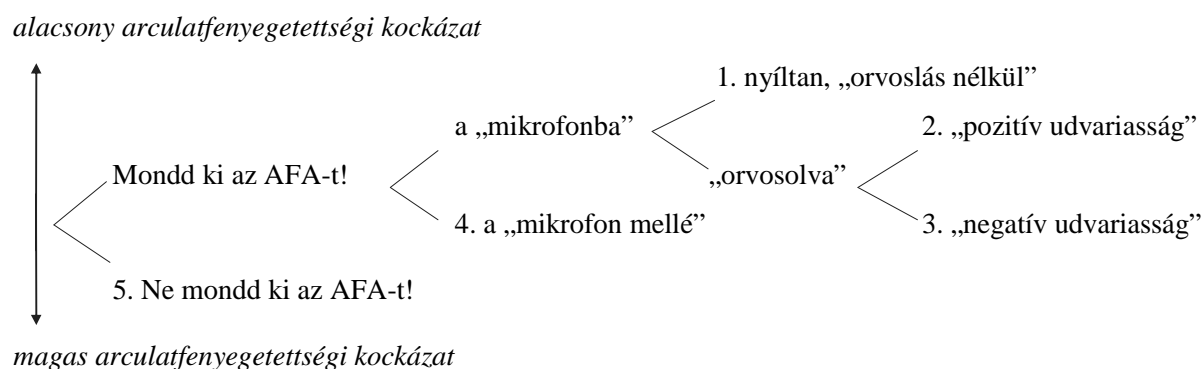 alacsony arculatfenyegetettségi kockázat
1. nyíltan, „orvoslás nélkül”
a „mikrofonba”
2. „pozitív udvariasság”
Mondd ki az AFA-t!
„orvosolva”
4. a „mikrofon mellé”
3. „negatív udvariasság”
5. Ne mondd ki az AFA-t!
magas arculatfenyegetettségi kockázat